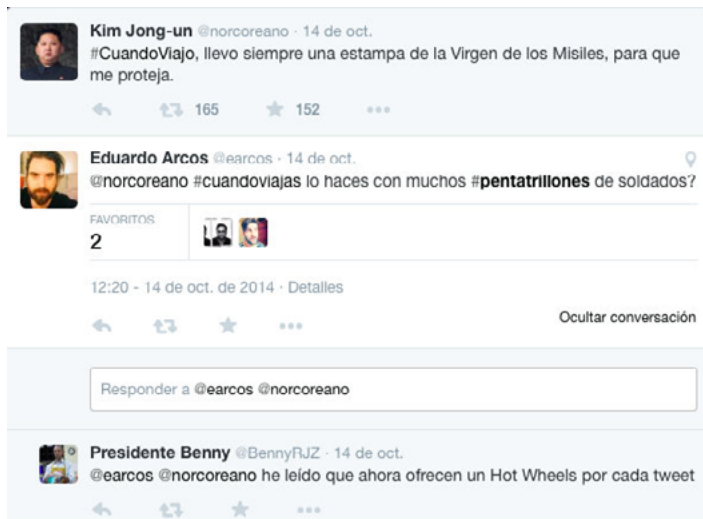 Kim Jong-un @norcoreano · 14 de oct.
#CuandoViajo, llevo siempre una estampa de la Virgen de los Misiles, para que
me proteja.
165 152
Eduardo Arcos @earcos · 14 de oct.
@norcoreano #cuandoviajas lo haces con muchos #pentatrillones de soldados?
FAVORITOS
2
12:20 - 14 de oct. de 2014 · Detalles
Ocultar conversación
Responder a @earcos @norcoreano
Presidente Benny @BennyRJZ · 14 de oct.
@earcos @norcoreano he leído que ahora ofrecen un Hot Wheels por cada tweet